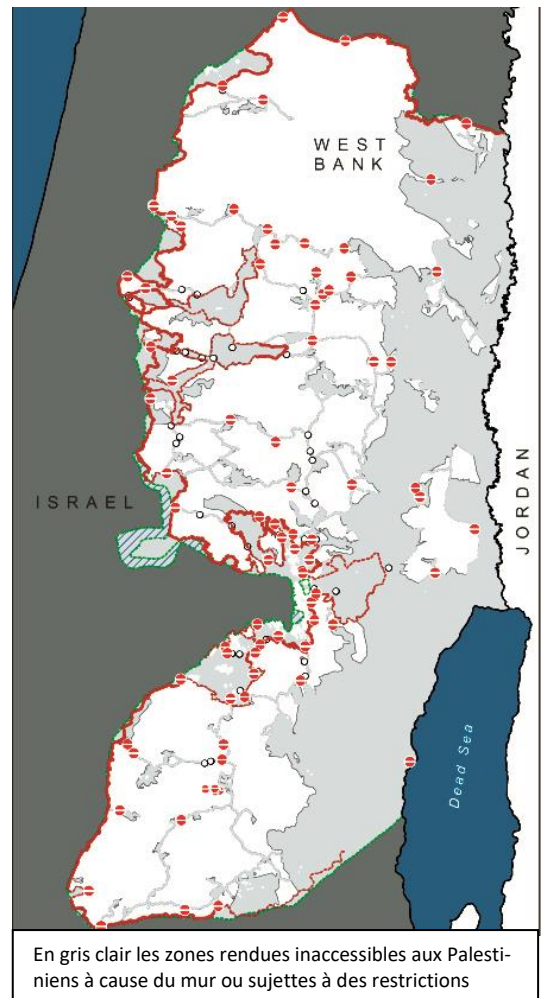 WEST
BANK
ISRAEL
JORDAN
Dead Sea
En gris clair les zones rendues inaccessibles aux Palesti-
niens à cause du mur ou sujettes à des restrictions